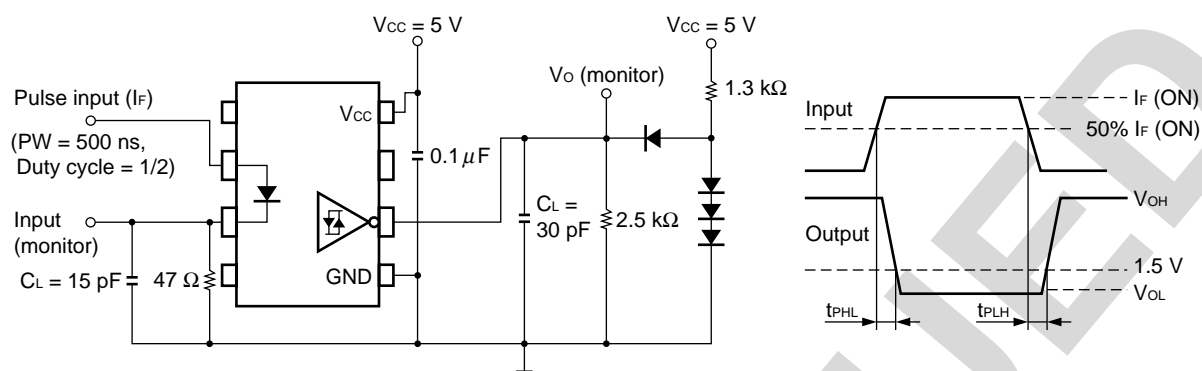 VCC = 5 V
VCC = 5 V
VO (monitor)
Pulse input (IF)
(PW = 500 ns,
Duty cycle = 1/2)
VCC
0.1 μF
1.3 kΩ
Input
(monitor)
CL = 15 pF
47 Ω
GND
CL =
30 pF
2.5 kΩ
Input
IF (ON)
50% IF (ON)
VOH
Output
1.5 V
VOL
tPHL
tPLH